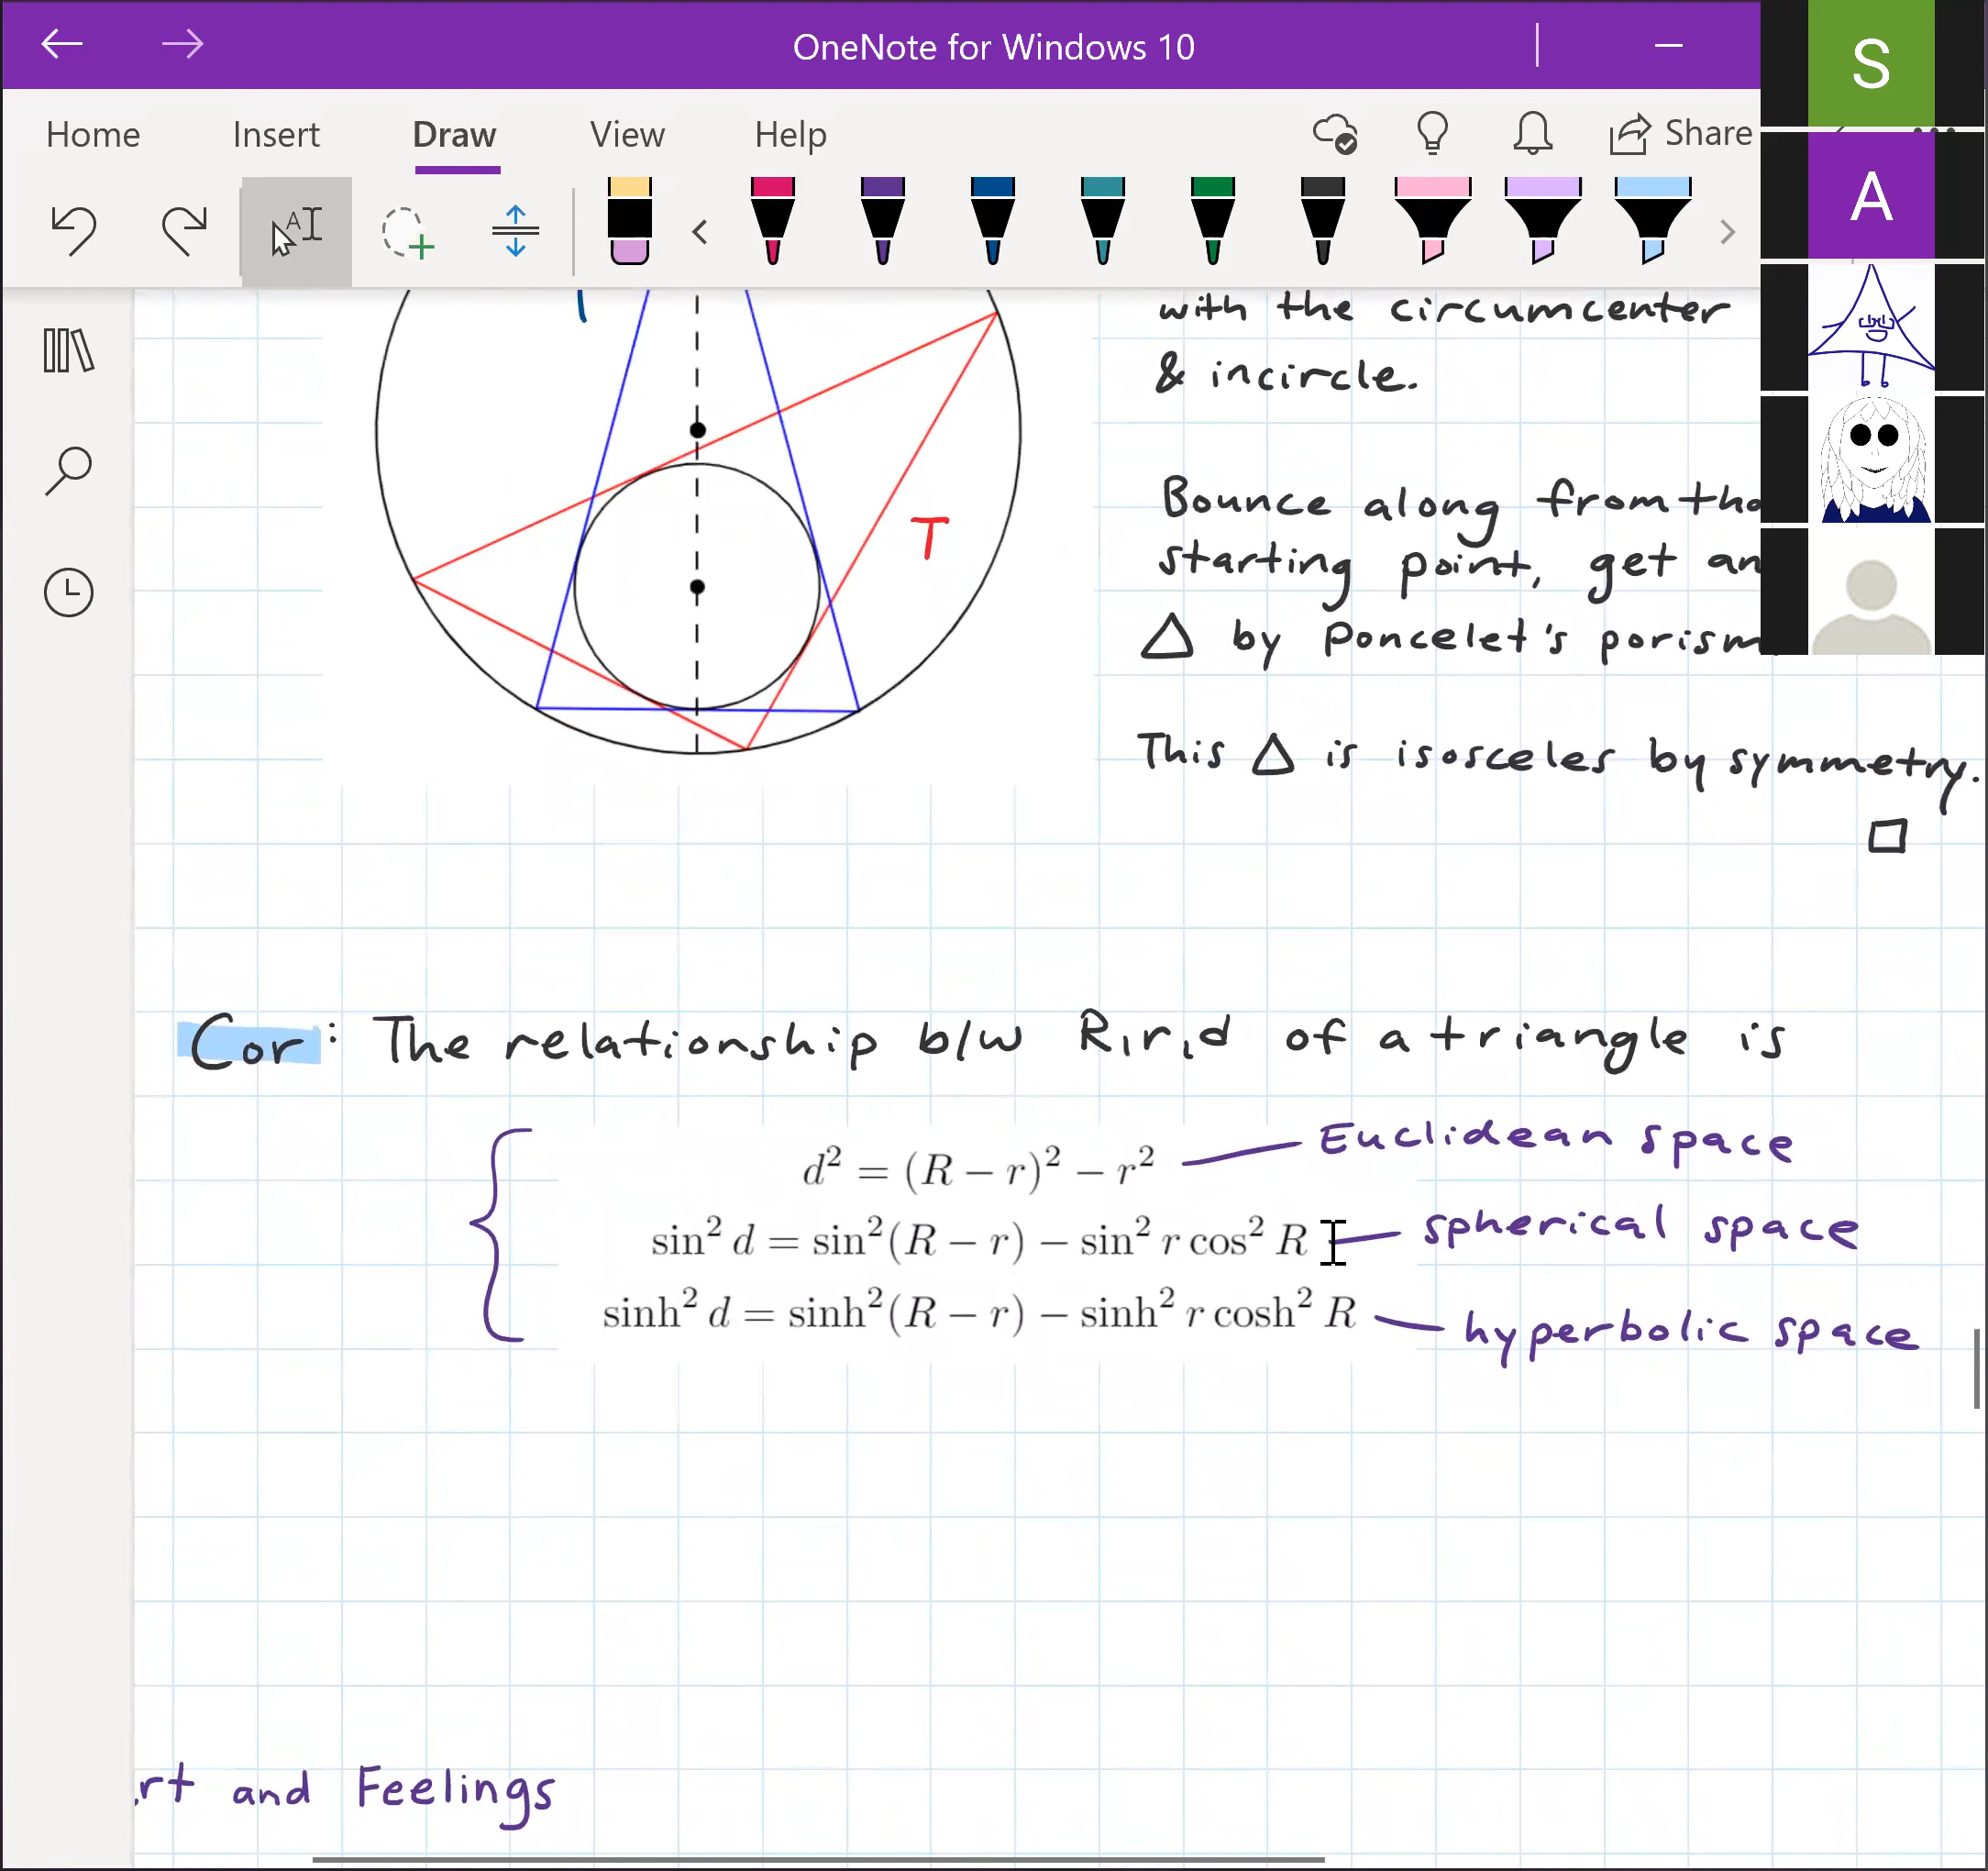 OneNote for Windows 10
Home Insert Draw View Help Share
S
A
with the circumcenter
& incircle.
T
Bounce along from tha
starting point, get an
△ by Poncelet's porism
This △ is isosceles by symmetry.
□
Cor: The relationship b/w R,r,d of a triangle is
d² = (R − r)² − r² Euclidean space
sin² d = sin²(R − r) − sin² r cos² R spherical space
sinh² d = sinh²(R − r) − sinh² r cosh² R hyperbolic space
rt and Feelings